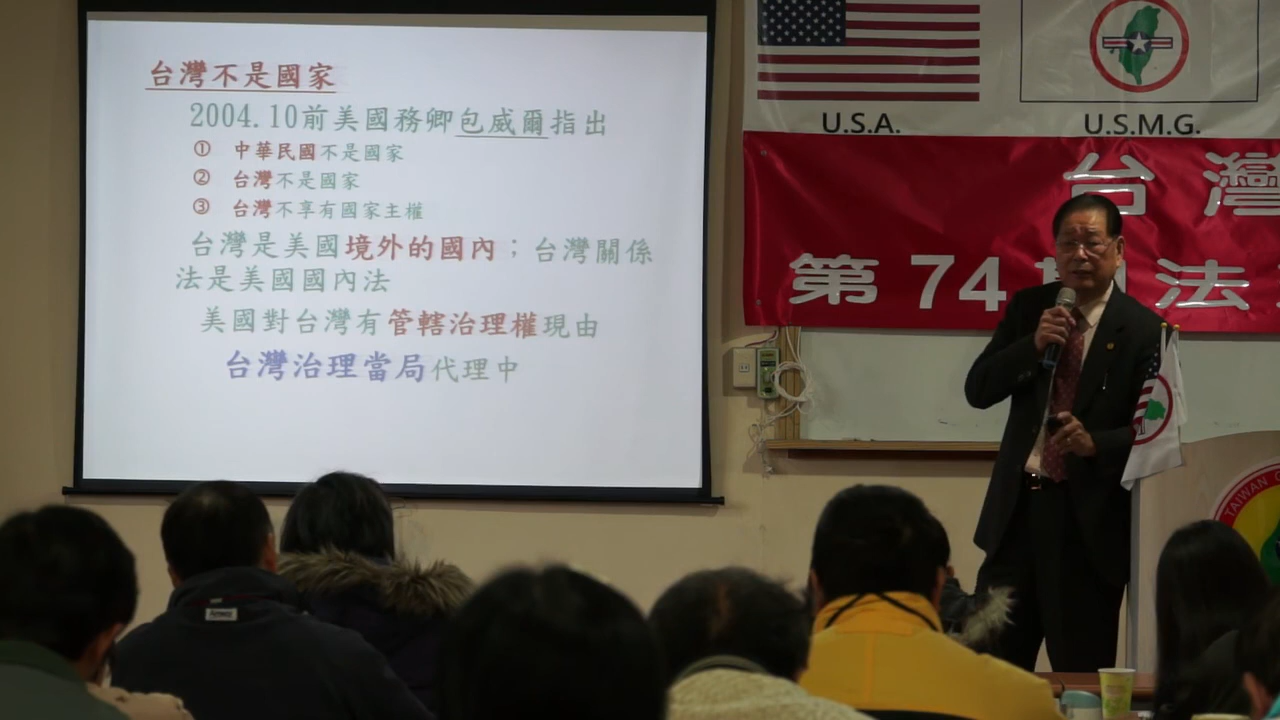 台灣不是國家
2004.10前美國務卿包威爾指出
① 中華民國不是國家
② 台灣不是國家
③ 台灣不享有國家主權
台灣是美國境外的國內；台灣關係
法是美國國內法
美國對台灣有管轄治理權現由
台灣治理當局代理中
U.S.A.
U.S.M.G.
台灣
第74期法
TAIWAN
Amway